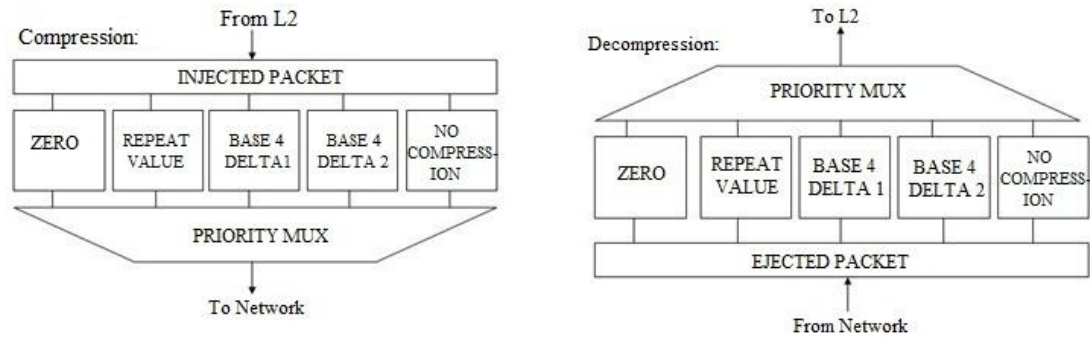 From L2
Compression:
INJECTED PACKET
ZERO
REPEAT
VALUE
BASE 4
DELTA1
BASE 4
DELTA 2
NO
COMPRESS-
ION
PRIORITY MUX
To Network
To L2
Decompression:
PRIORITY MUX
ZERO
REPEAT
VALUE
BASE 4
DELTA 1
BASE 4
DELTA 2
NO
COMPRESS-
ION
EJECTED PACKET
From Network